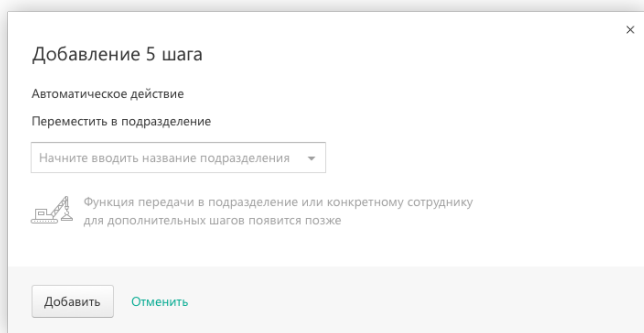 Добавление 5 шага
Автоматическое действие
Переместить в подразделение
Начните вводить название подразделения
Функция передачи в подразделение или конкретному сотруднику
для дополнительных шагов появится позже
Добавить Отменить